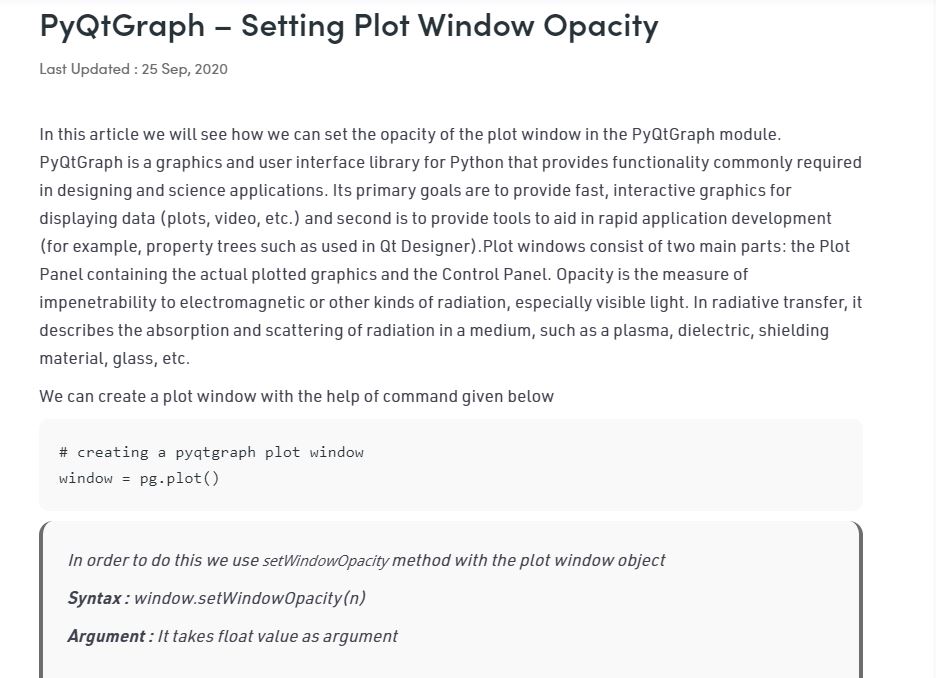 PyQtGraph – Setting Plot Window Opacity
Last Updated : 25 Sep, 2020
In this article we will see how we can set the opacity of the plot window in the PyQtGraph module.
PyQtGraph is a graphics and user interface library for Python that provides functionality commonly required
in designing and science applications. Its primary goals are to provide fast, interactive graphics for
displaying data (plots, video, etc.) and second is to provide tools to aid in rapid application development
(for example, property trees such as used in Qt Designer).Plot windows consist of two main parts: the Plot
Panel containing the actual plotted graphics and the Control Panel. Opacity is the measure of
impenetrability to electromagnetic or other kinds of radiation, especially visible light. In radiative transfer, it
describes the absorption and scattering of radiation in a medium, such as a plasma, dielectric, shielding
material, glass, etc.
We can create a plot window with the help of command given below
# creating a pyqtgraph plot window
window = pg.plot()
In order to do this we use setWindowOpacity method with the plot window object
Syntax : window.setWindowOpacity(n)
Argument : It takes float value as argument